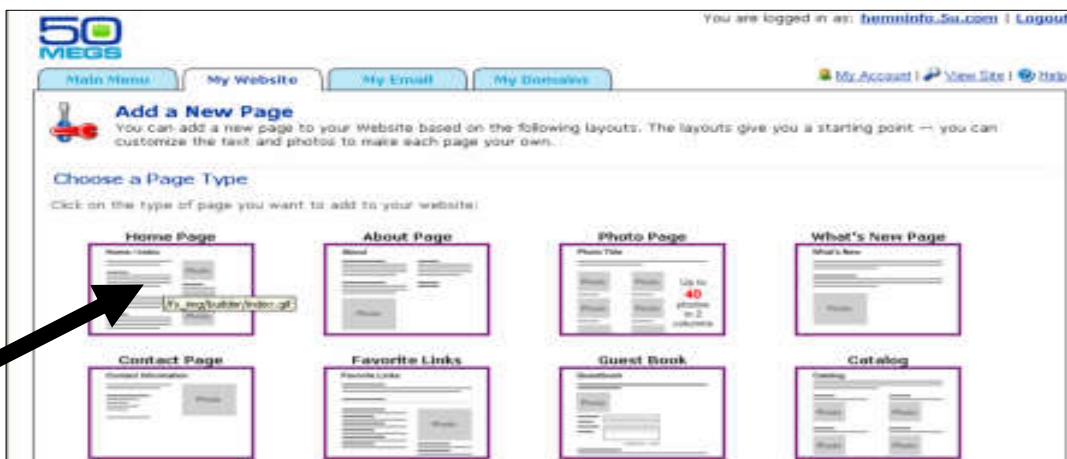 50
MEGS
You are logged in as: hemninfo.5u.com | Logout
Main Menu
My Website
My Email
My Domains
My Account | View Site | Help
Add a New Page
You can add a new page to your Website based on the following layouts. The layouts give you a starting point — you can
customize the text and photos to make each page your own.
Choose a Page Type
Click on the type of page you want to add to your website:
Home Page
About Page
Photo Page
What's New Page
Home / Index
Photo
Photo
About
Photo
Photo Title
Photo
Photo
Photo
Photo
Up to
40
photos
in 2
columns
What's New
Photo
Contact Page
Favorite Links
Guest Book
Catalog
Contact Information
Photo
Favorite Links
Photo
Guestbook
Photo
Catalog
Photo
Photo
Photo
Photo